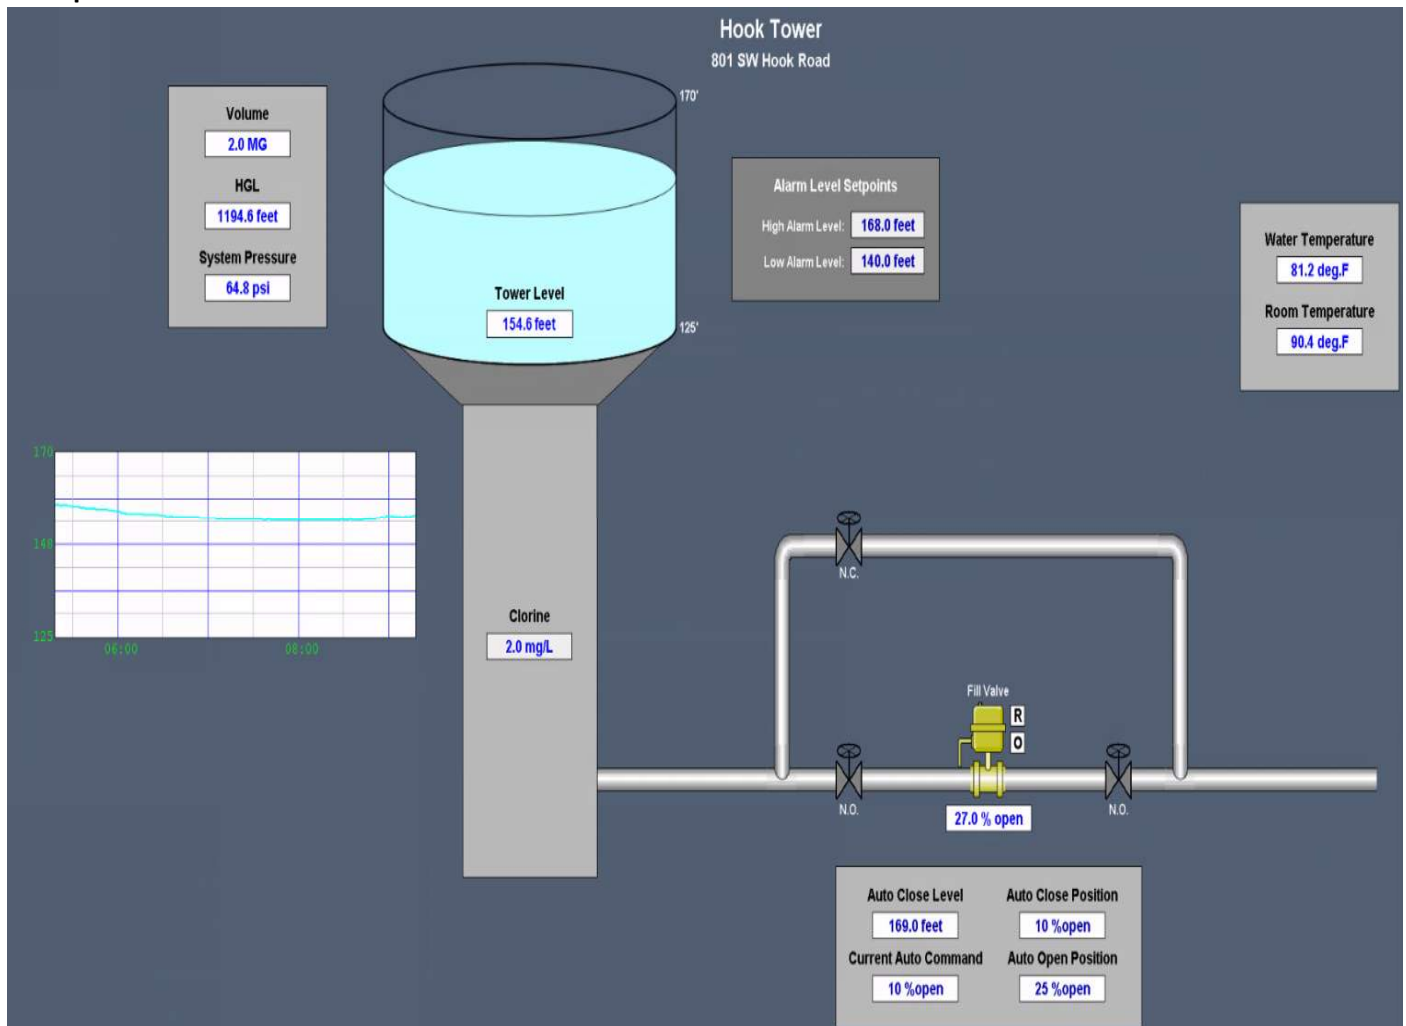 Hook Tower
801 SW Hook Road
Volume
2.0 MG
HGL
1194.6 feet
System Pressure
64.8 psi
170'
Tower Level
154.6 feet
125'
Alarm Level Setpoints
High Alarm Level: 168.0 feet
Low Alarm Level: 140.0 feet
Water Temperature
81.2 deg.F
Room Temperature
90.4 deg.F
170
148
125
06:00 08:00
Clorine
2.0 mg/L
N.C.
Fill Valve
R
O
N.O.
27.0 % open
N.O.
Auto Close Level Auto Close Position
169.0 feet 10 %open
Current Auto Command Auto Open Position
10 %open 25 %open